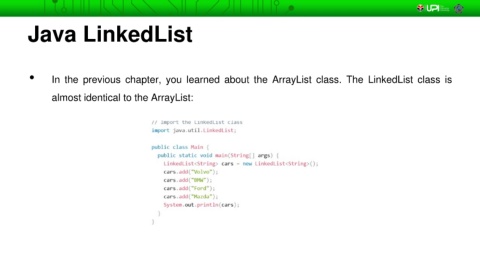 UPI
Java LinkedList
• In the previous chapter, you learned about the ArrayList class. The LinkedList class is
almost identical to the ArrayList:
// import the LinkedList class
import java.util.LinkedList;
public class Main {
public static void main(String[] args) {
LinkedList<String> cars = new LinkedList<String>();
cars.add("Volvo");
cars.add("BMW");
cars.add("Ford");
cars.add("Mazda");
System.out.println(cars);
}
}